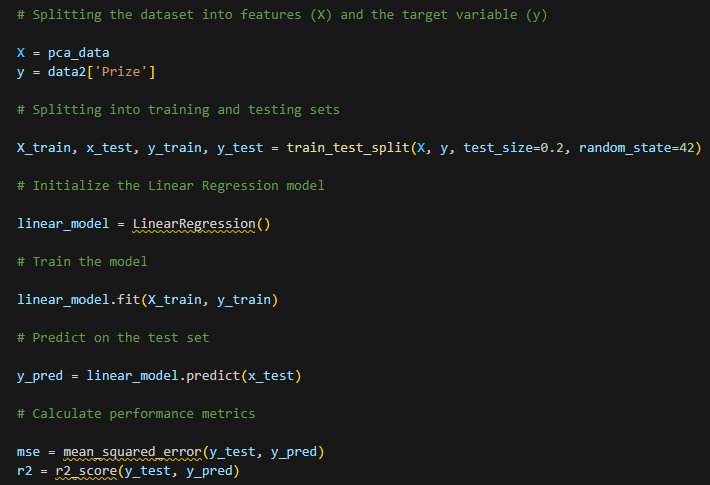 # Splitting the dataset into features (X) and the target variable (y)
X = pca_data
y = data2['Prize']
# Splitting into training and testing sets
X_train, x_test, y_train, y_test = train_test_split(X, y, test_size=0.2, random_state=42)
# Initialize the Linear Regression model
linear_model = LinearRegression()
# Train the model
linear_model.fit(X_train, y_train)
# Predict on the test set
y_pred = linear_model.predict(x_test)
# Calculate performance metrics
mse = mean_squared_error(y_test, y_pred)
r2 = r2_score(y_test, y_pred)